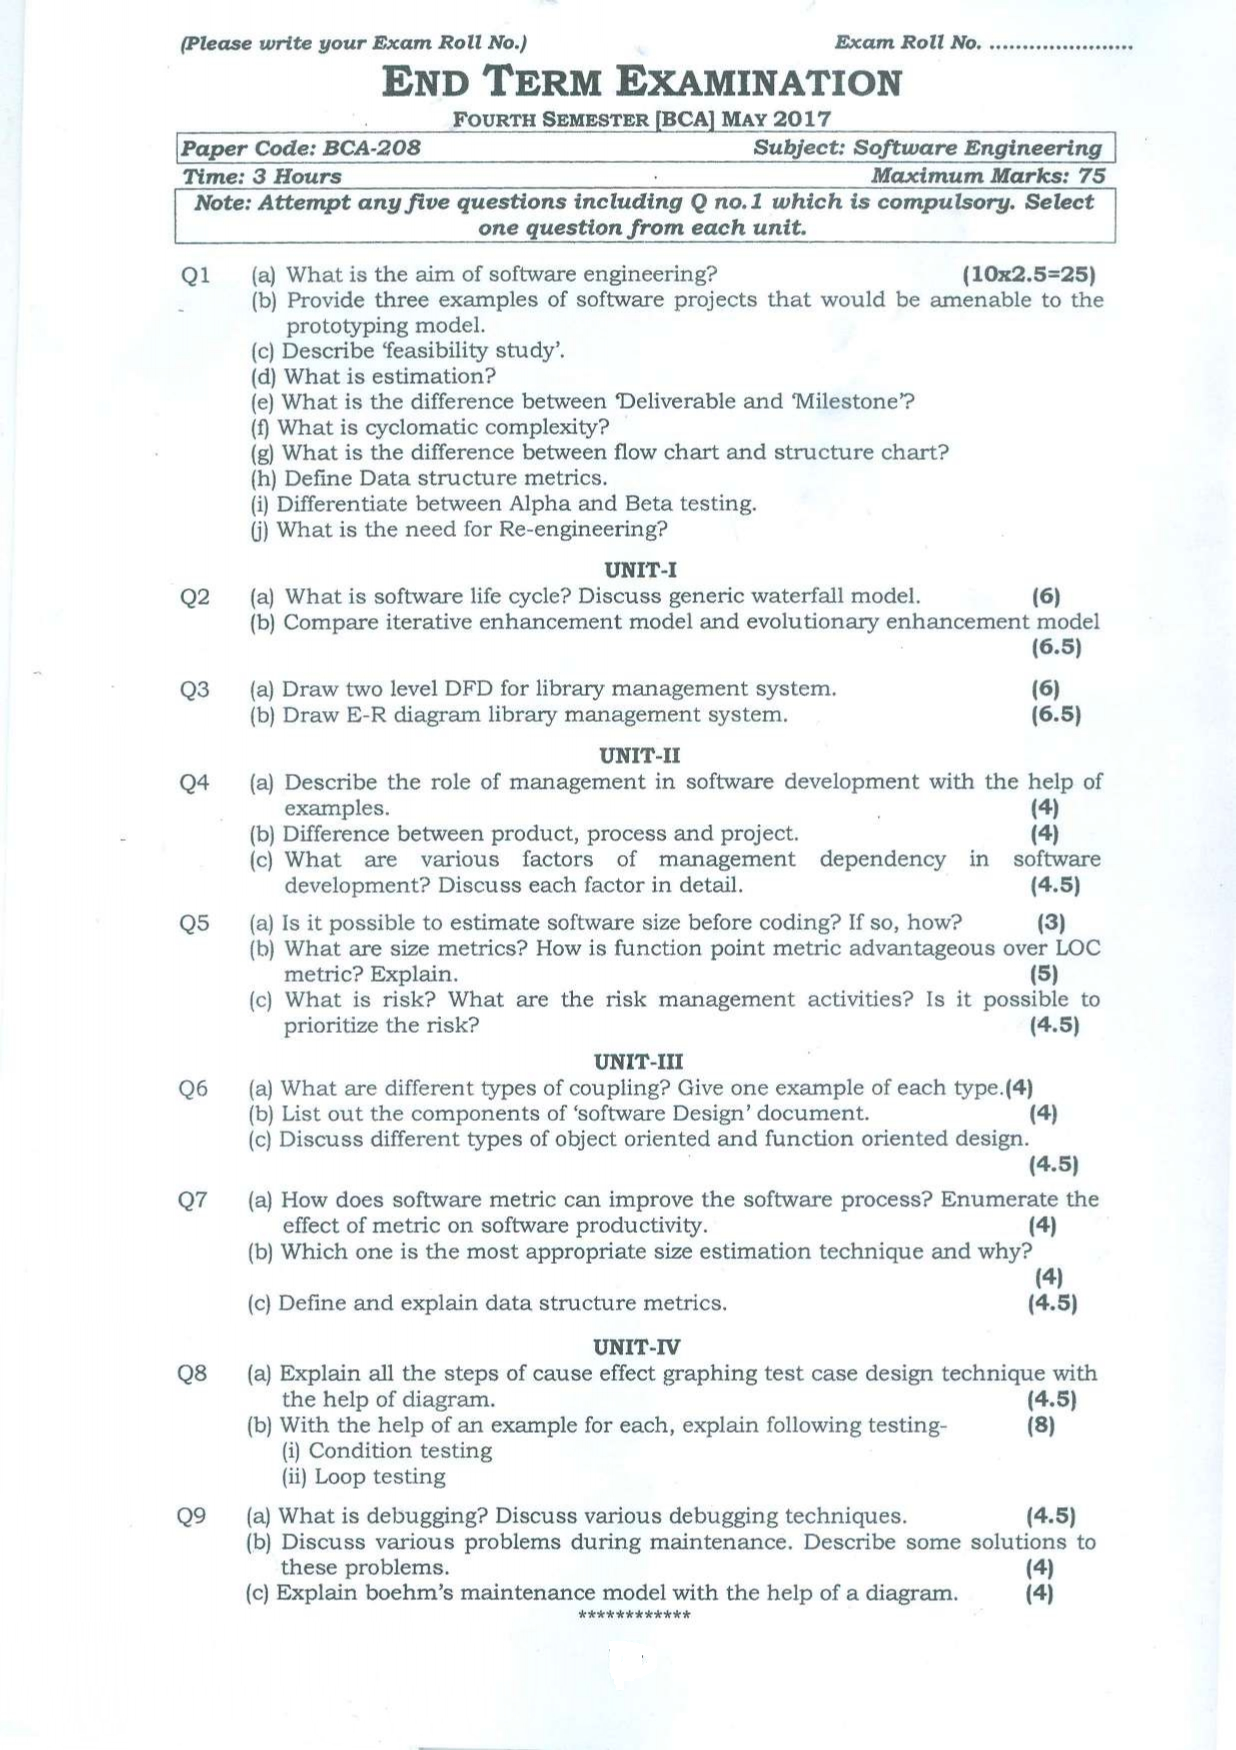 (Please write your Exam Roll No.) Exam Roll No. ......................
END TERM EXAMINATION
FOURTH SEMESTER [BCA] MAY 2017
Paper Code: BCA-208 Subject: Software Engineering
Time: 3 Hours Maximum Marks: 75
Note: Attempt any five questions including Q no.1 which is compulsory. Select
one question from each unit.
Q1 (a) What is the aim of software engineering? (10x2.5=25)
(b) Provide three examples of software projects that would be amenable to the
prototyping model.
(c) Describe 'feasibility study'.
(d) What is estimation?
(e) What is the difference between 'Deliverable and 'Milestone'?
(f) What is cyclomatic complexity?
(g) What is the difference between flow chart and structure chart?
(h) Define Data structure metrics.
(i) Differentiate between Alpha and Beta testing.
(j) What is the need for Re-engineering?
UNIT-I
Q2 (a) What is software life cycle? Discuss generic waterfall model. (6)
(b) Compare iterative enhancement model and evolutionary enhancement model
(6.5)
Q3 (a) Draw two level DFD for library management system. (6)
(b) Draw E-R diagram library management system. (6.5)
UNIT-II
Q4 (a) Describe the role of management in software development with the help of
examples. (4)
(b) Difference between product, process and project. (4)
(c) What are various factors of management dependency in software
development? Discuss each factor in detail. (4.5)
Q5 (a) Is it possible to estimate software size before coding? If so, how? (3)
(b) What are size metrics? How is function point metric advantageous over LOC
metric? Explain. (5)
(c) What is risk? What are the risk management activities? Is it possible to
prioritize the risk? (4.5)
UNIT-III
Q6 (a) What are different types of coupling? Give one example of each type.(4)
(b) List out the components of 'software Design' document. (4)
(c) Discuss different types of object oriented and function oriented design.
(4.5)
Q7 (a) How does software metric can improve the software process? Enumerate the
effect of metric on software productivity. (4)
(b) Which one is the most appropriate size estimation technique and why?
(4)
(c) Define and explain data structure metrics. (4.5)
UNIT-IV
Q8 (a) Explain all the steps of cause effect graphing test case design technique with
the help of diagram. (4.5)
(b) With the help of an example for each, explain following testing- (8)
(i) Condition testing
(ii) Loop testing
Q9 (a) What is debugging? Discuss various debugging techniques. (4.5)
(b) Discuss various problems during maintenance. Describe some solutions to
these problems. (4)
(c) Explain boehm's maintenance model with the help of a diagram. (4)
************